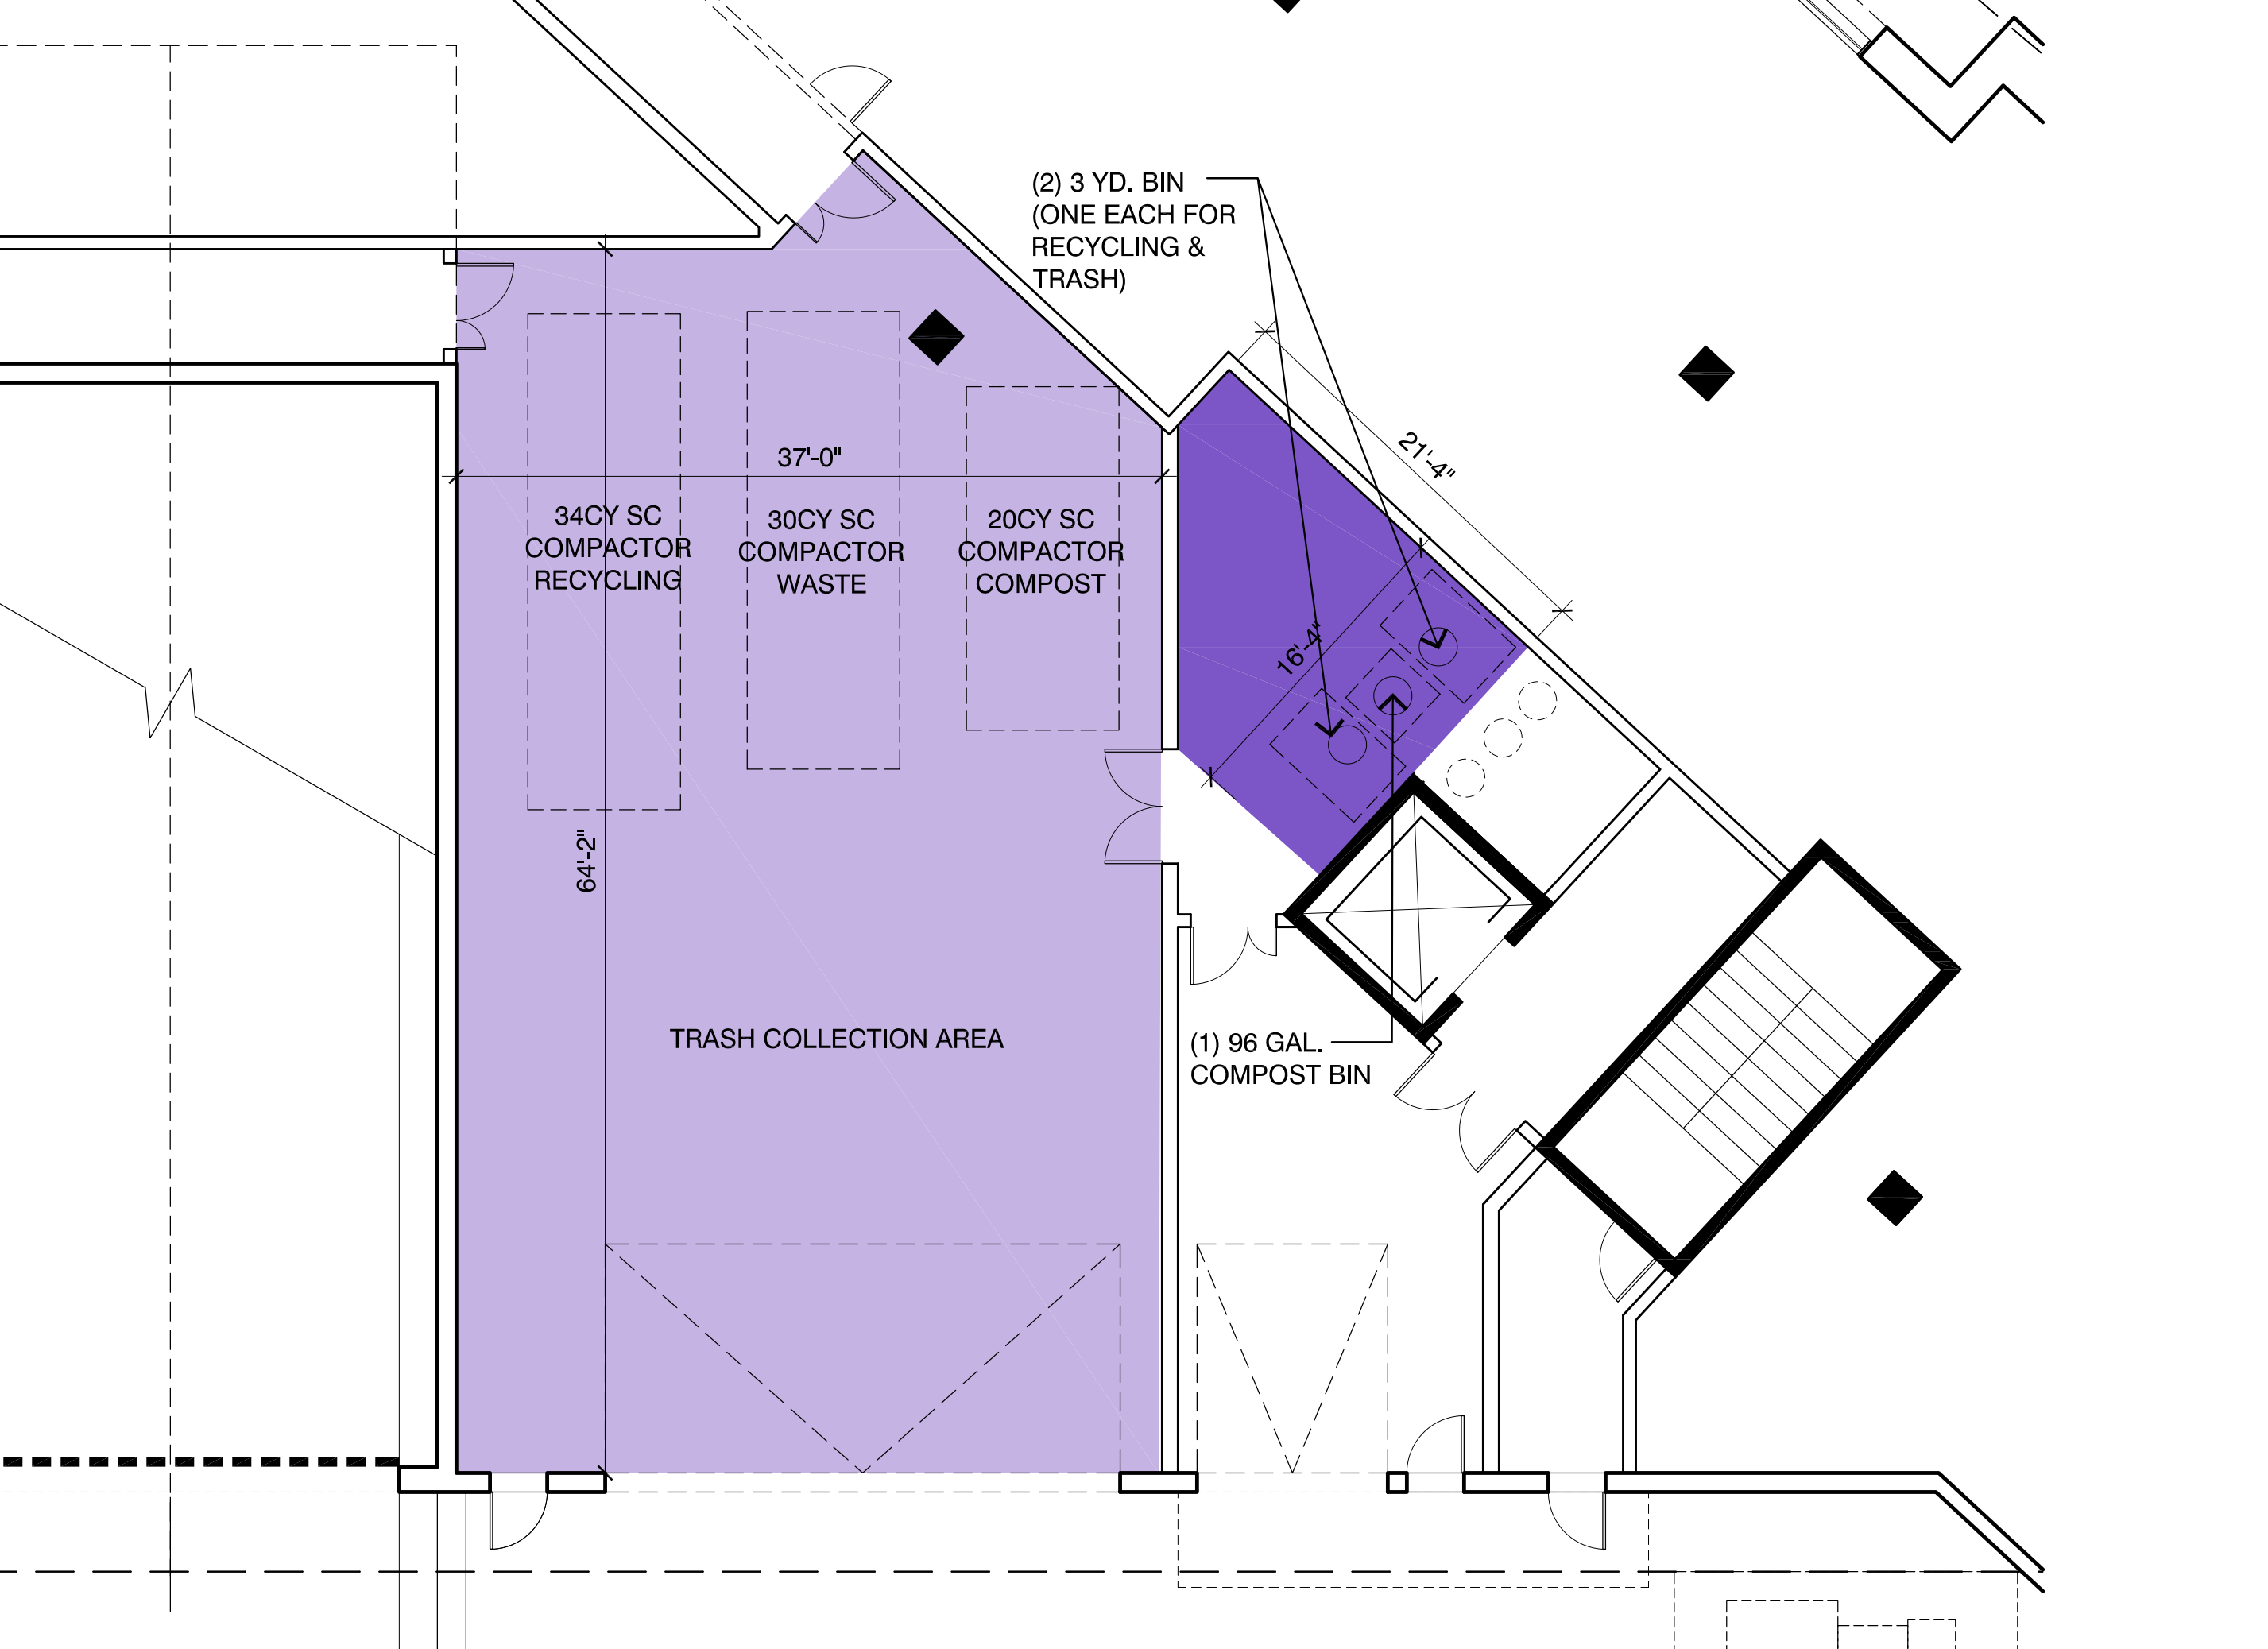 (2) 3 YD. BIN
(ONE EACH FOR
RECYCLING &
TRASH)
21'-4"
37'-0"
34CY SC
COMPACTOR
RECYCLING
30CY SC
COMPACTOR
WASTE
20CY SC
COMPACTOR
COMPOST
16'-4"
64'-2"
TRASH COLLECTION AREA
(1) 96 GAL.
COMPOST BIN